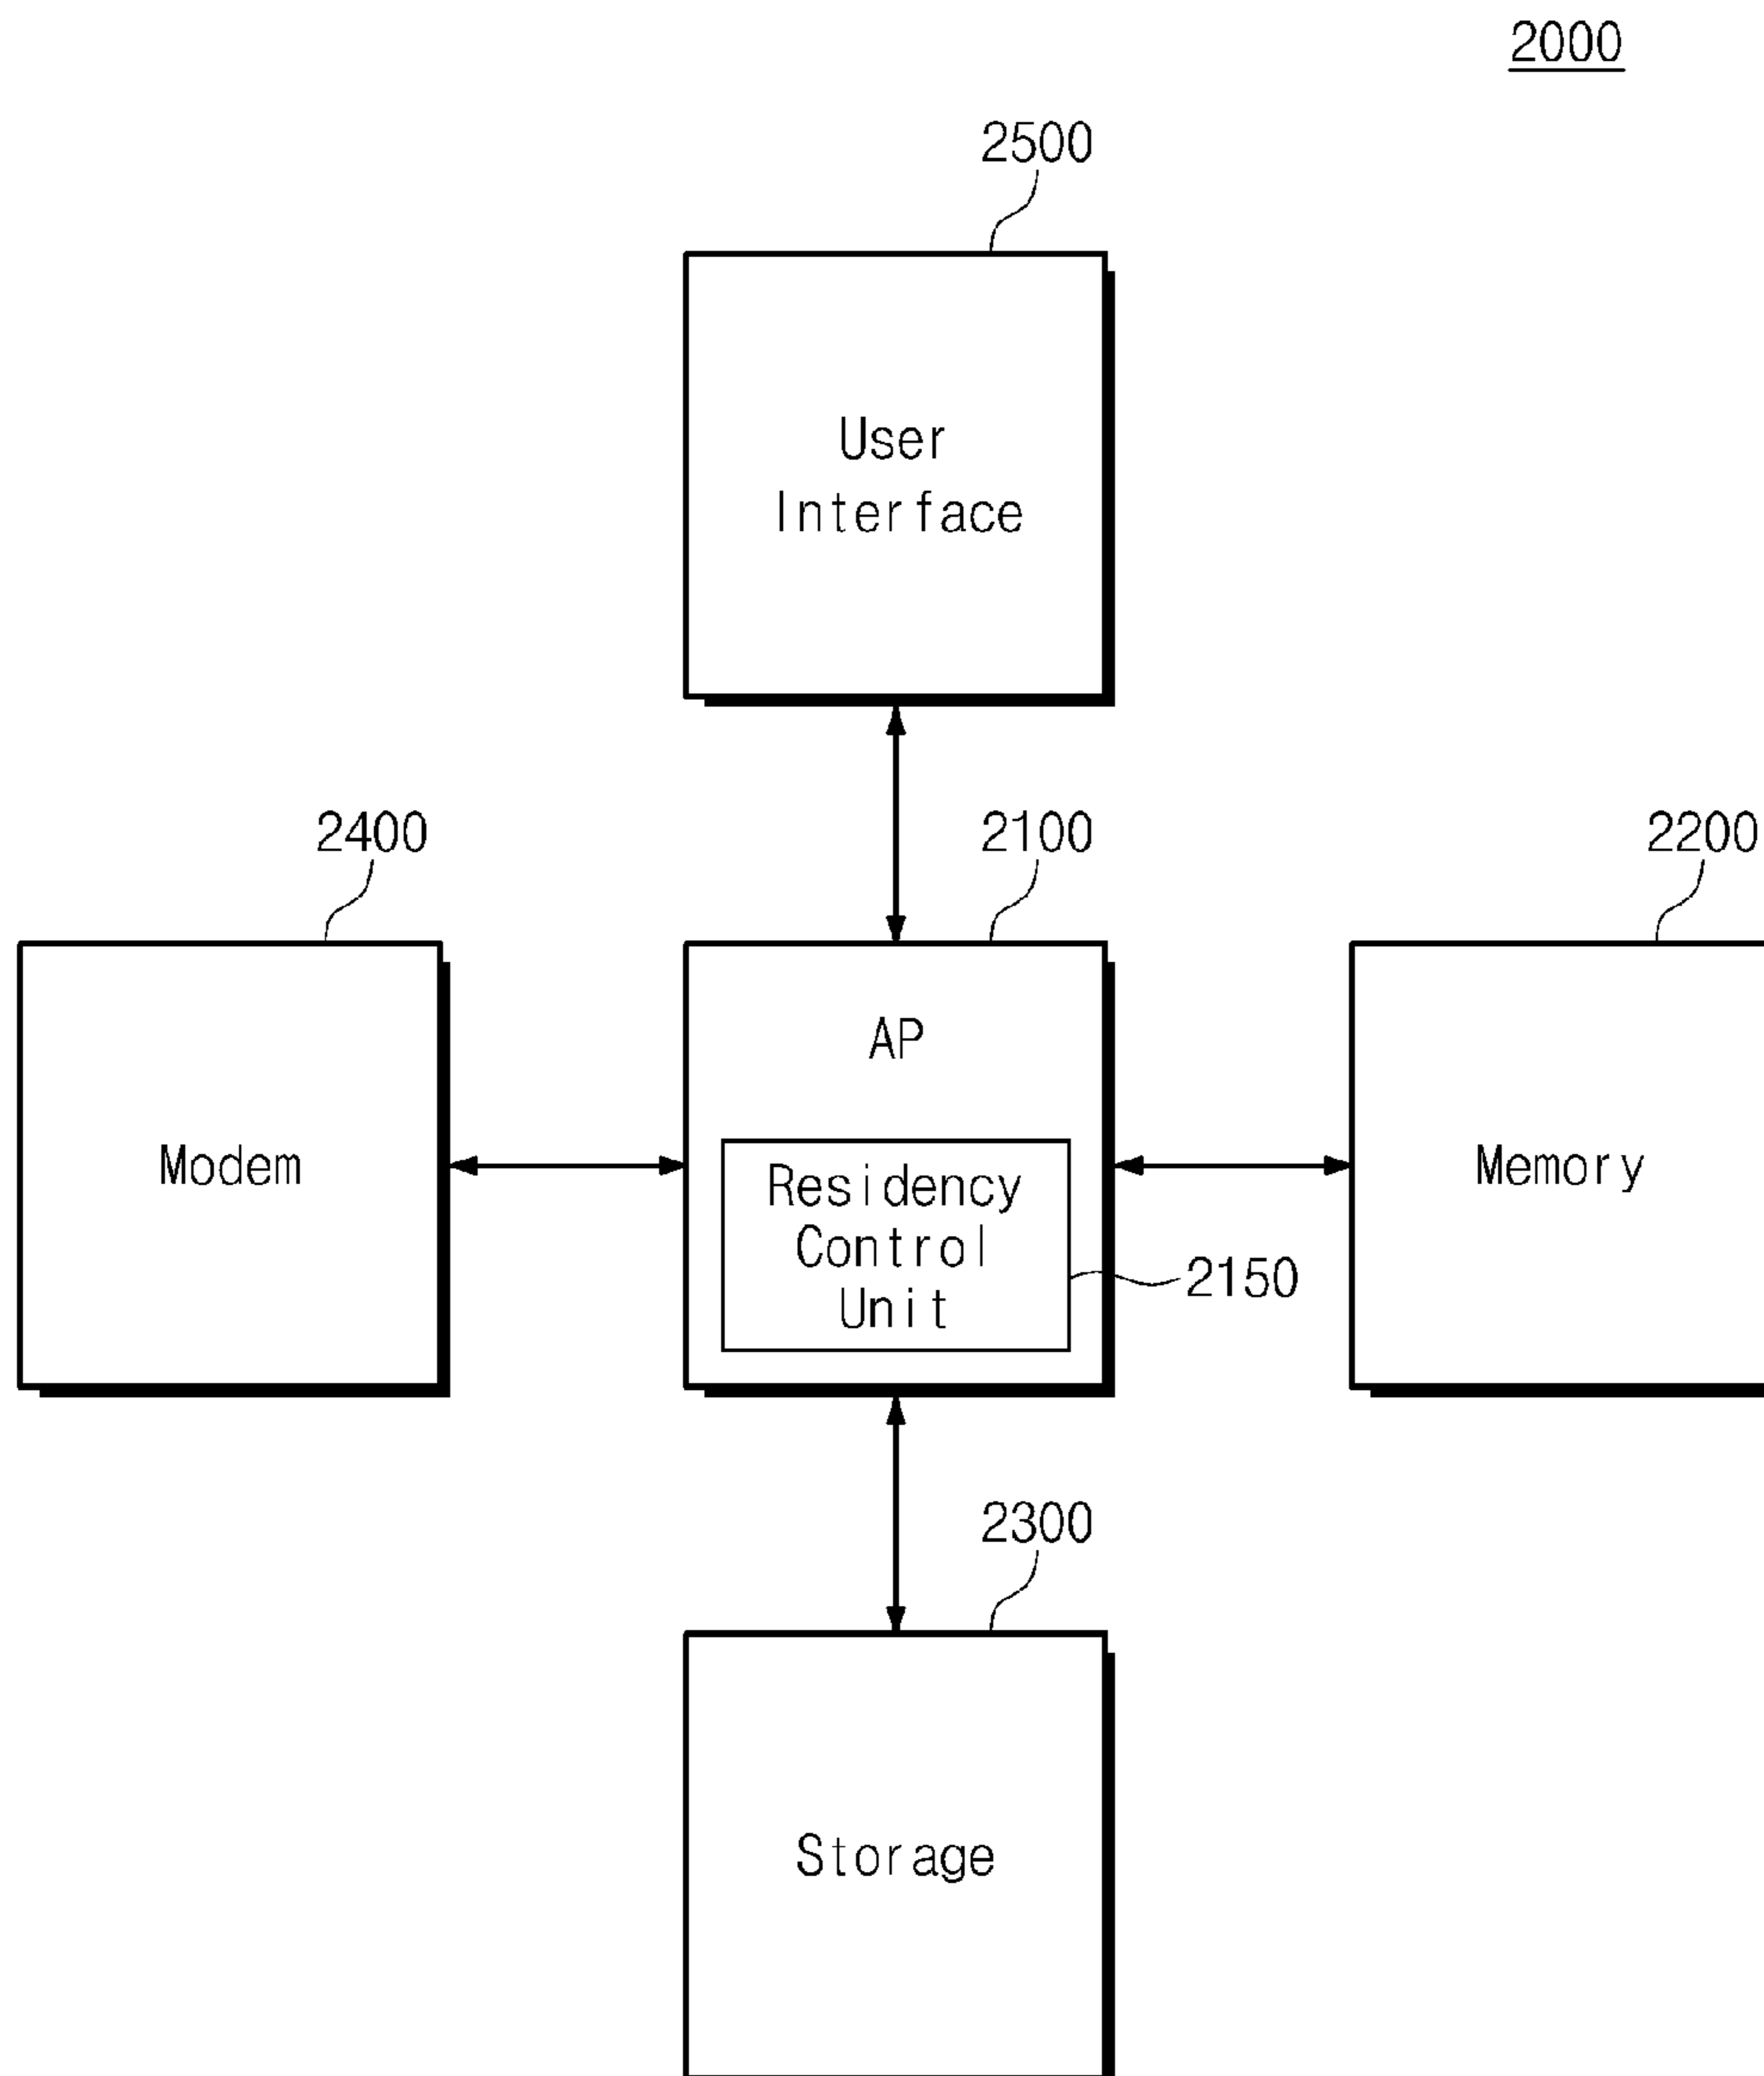 2000
2500
User
Interface
2400
2100
2200
AP
Modem
Residency
Control
Unit
Memory
2150
2300
Storage